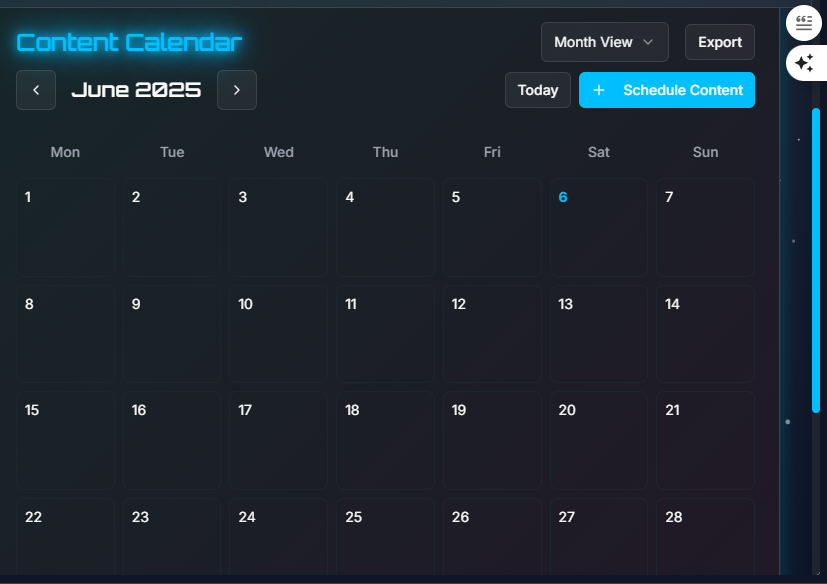 Content Calendar
Month View
Export
June 2025
Today
+ Schedule Content
Mon Tue Wed Thu Fri Sat Sun
1 2 3 4 5 6 7
8 9 10 11 12 13 14
15 16 17 18 19 20 21
22 23 24 25 26 27 28